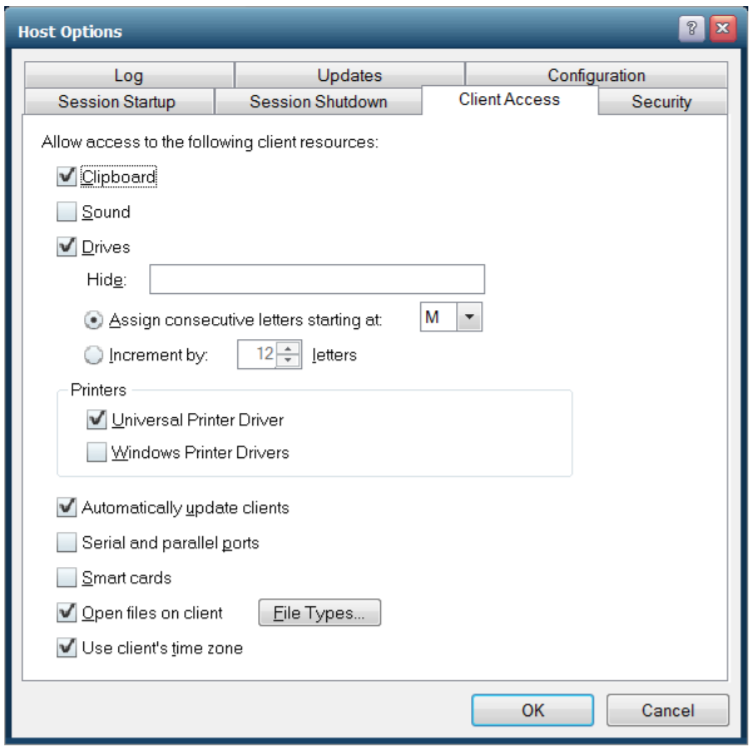 Host Options
Log Updates Configuration
Session Startup Session Shutdown Client Access Security
Allow access to the following client resources:
Clipboard
Sound
Drives
Hide:
Assign consecutive letters starting at: M
Increment by: 12 letters
Printers
Universal Printer Driver
Windows Printer Drivers
Automatically update clients
Serial and parallel ports
Smart cards
Open files on client File Types...
Use client's time zone
OK Cancel